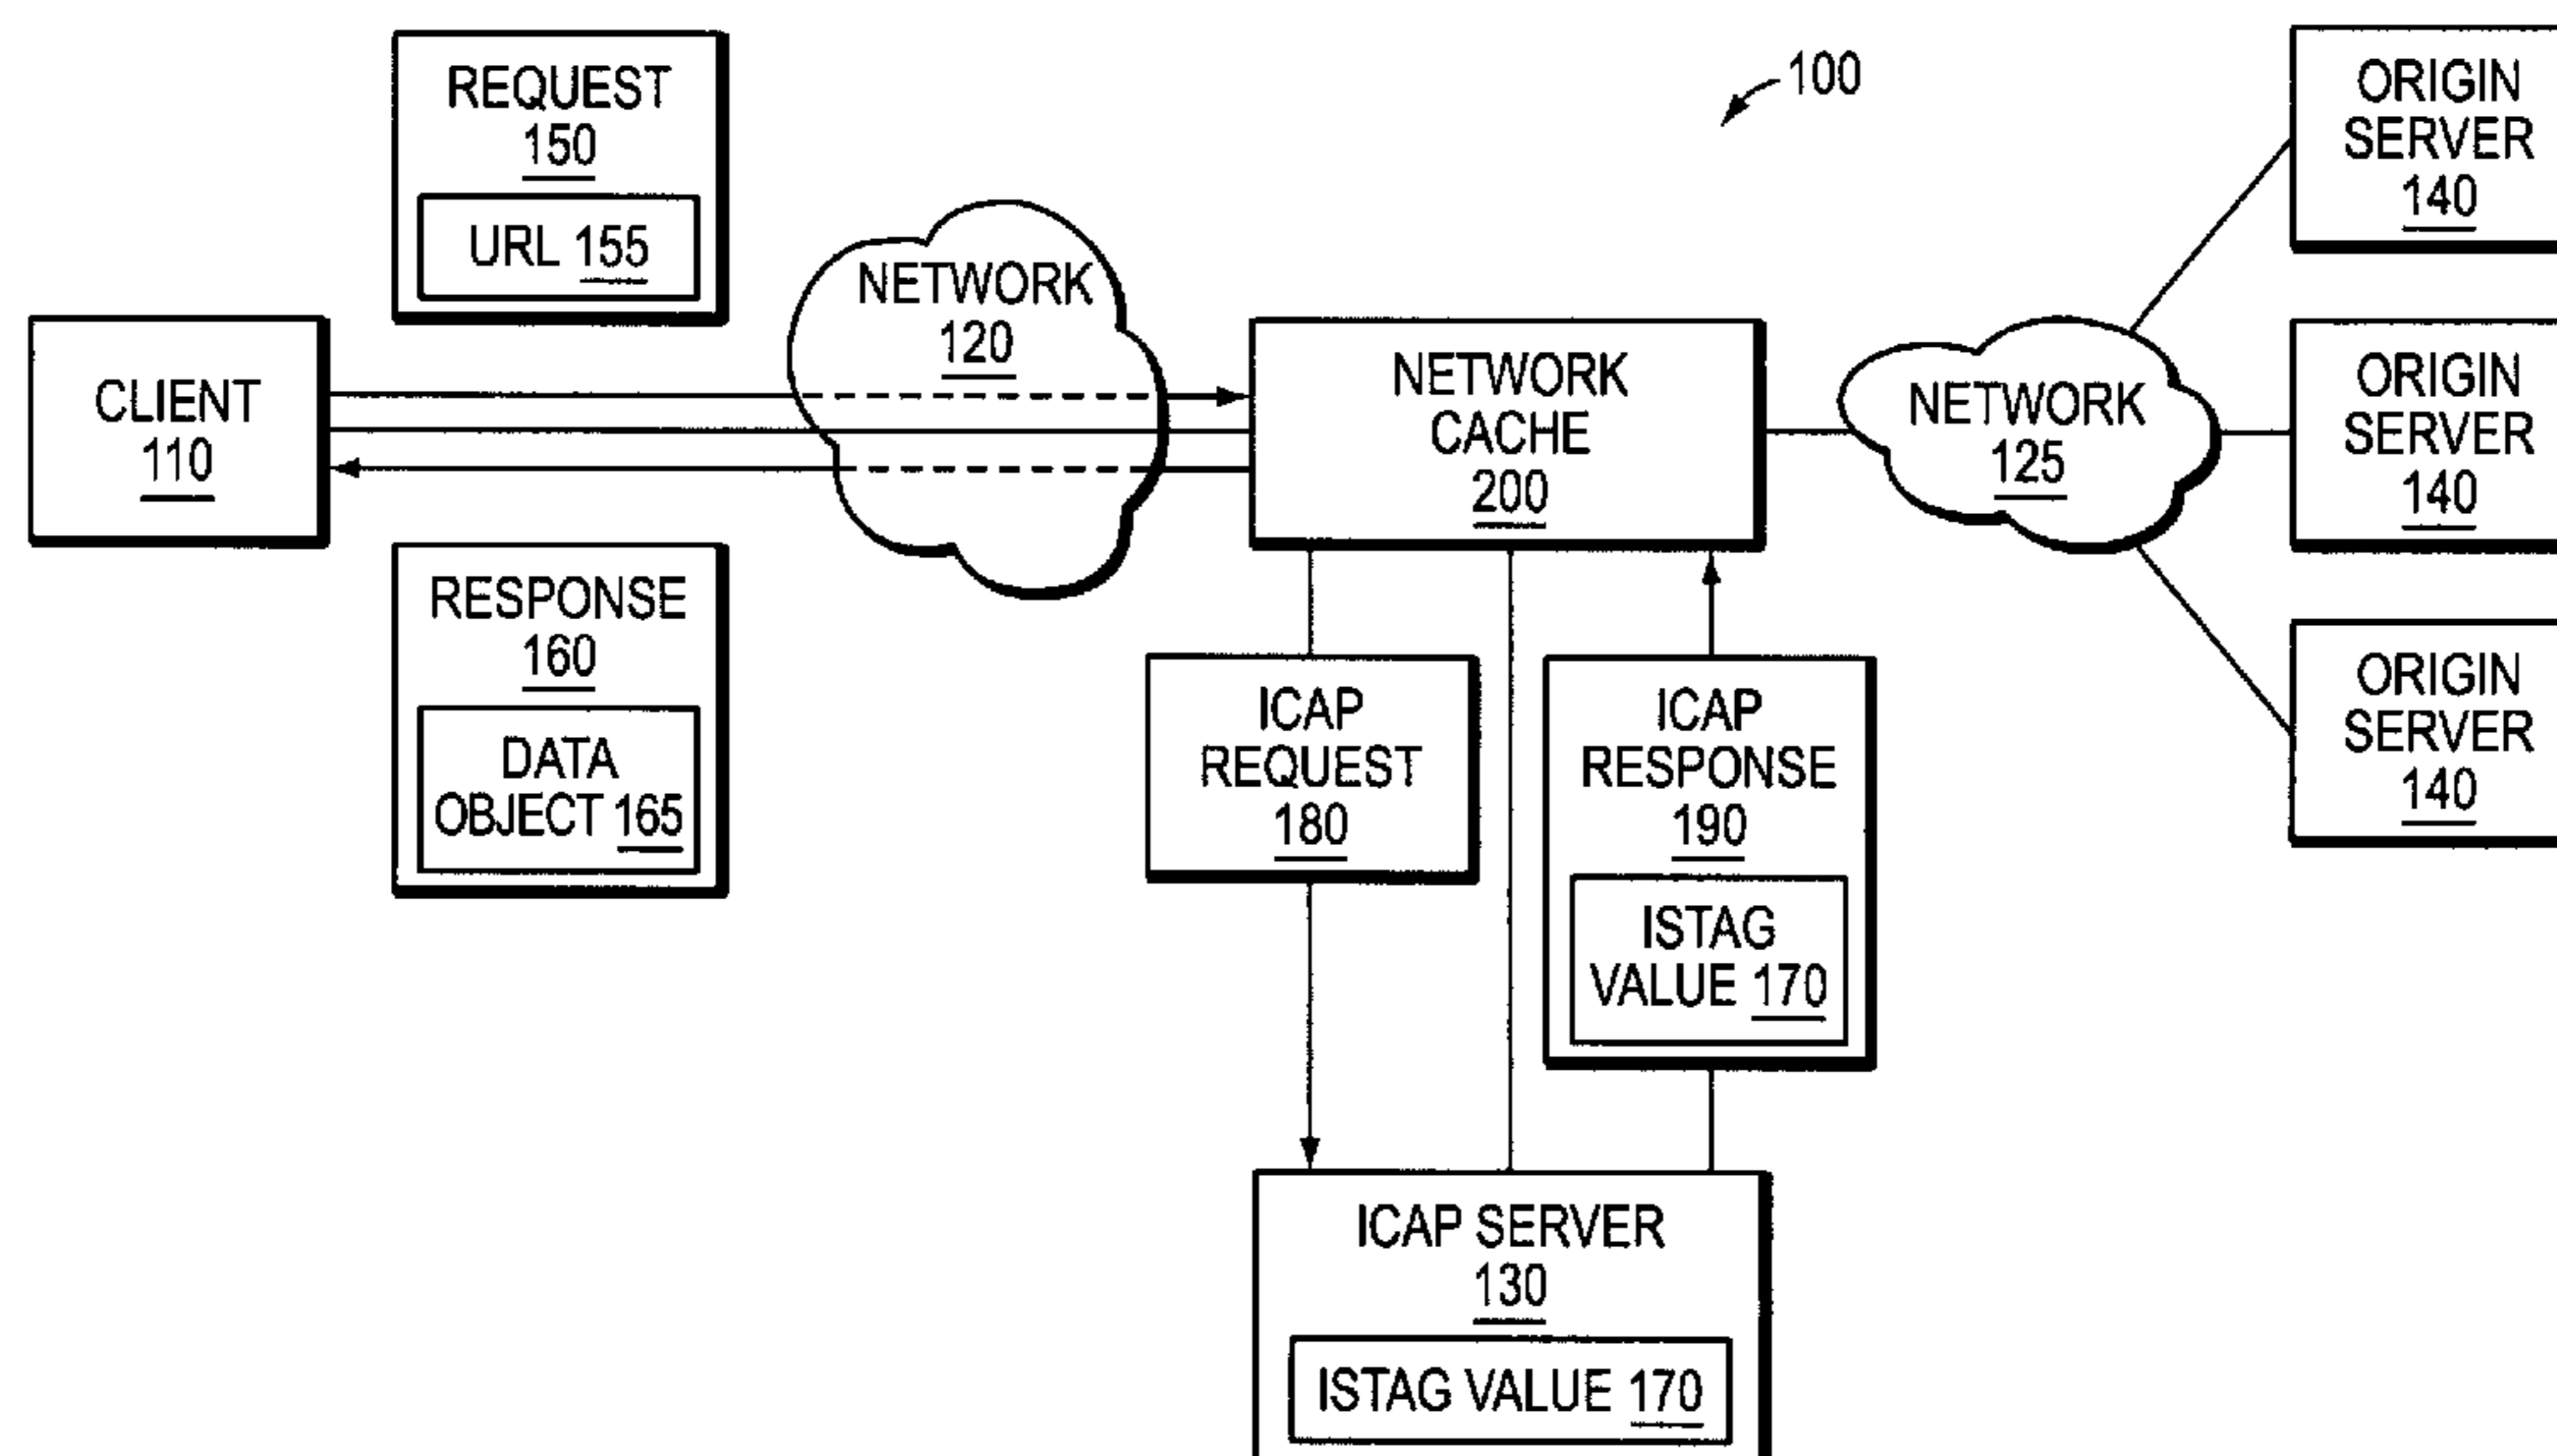 REQUEST
150
URL 155
100
ORIGIN
SERVER
140
CLIENT
110
NETWORK
120
NETWORK
CACHE
200
NETWORK
125
ORIGIN
SERVER
140
RESPONSE
160
DATA
OBJECT 165
ICAP
REQUEST
180
ICAP
RESPONSE
190
ISTAG
VALUE 170
ORIGIN
SERVER
140
ICAP SERVER
130
ISTAG VALUE 170